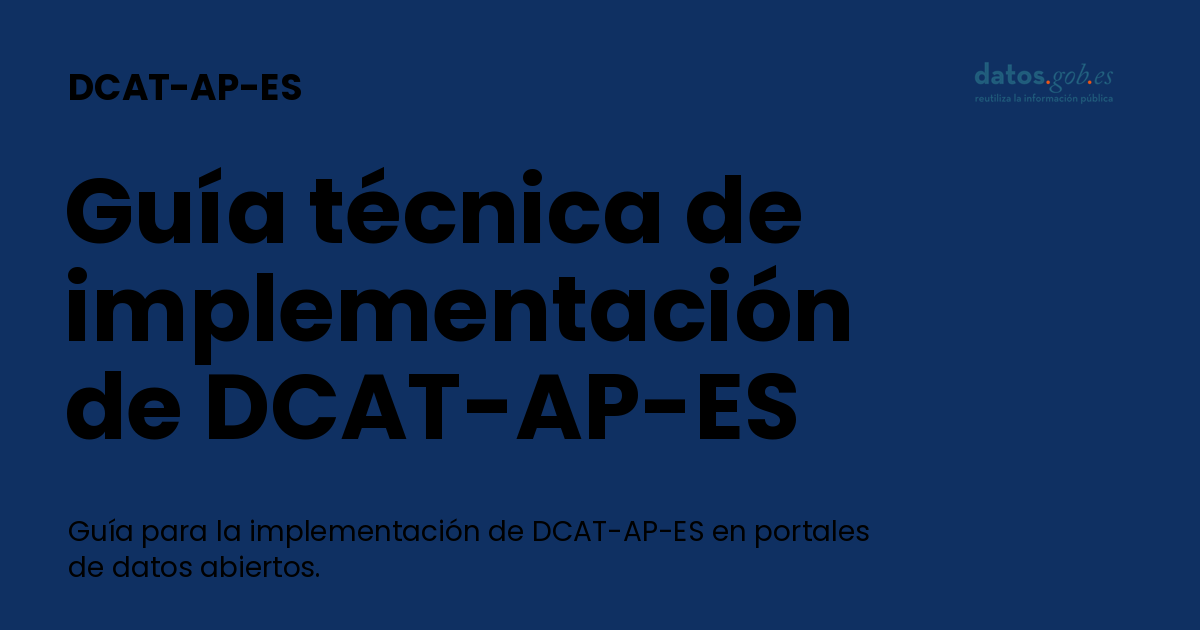 DCAT-AP-ES
datos.gob.es
reutiliza la información pública
Guía técnica de
implementación
de DCAT-AP-ES
Guía para la implementación de DCAT-AP-ES en portales
de datos abiertos.